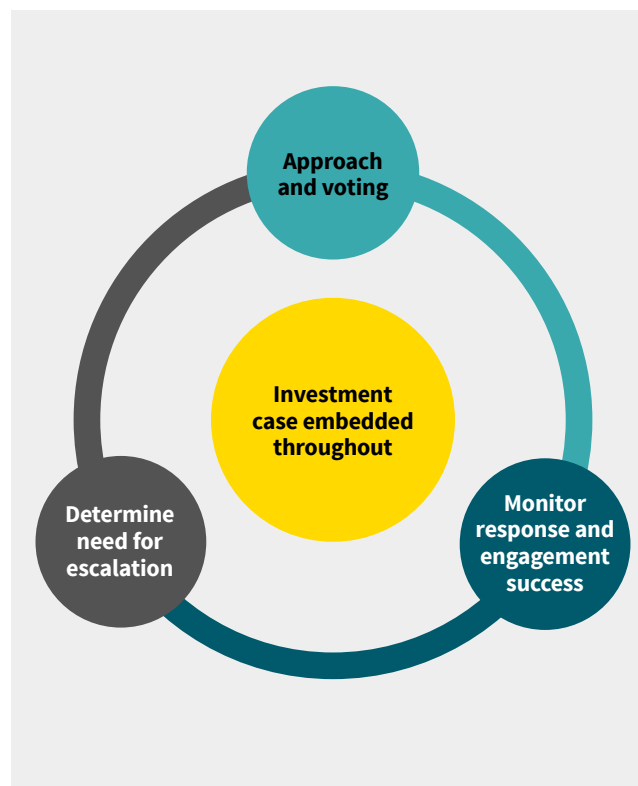 Approach
and voting
Investment
case embedded
throughout
Determine
need for
escalation
Monitor
response and
engagement
success